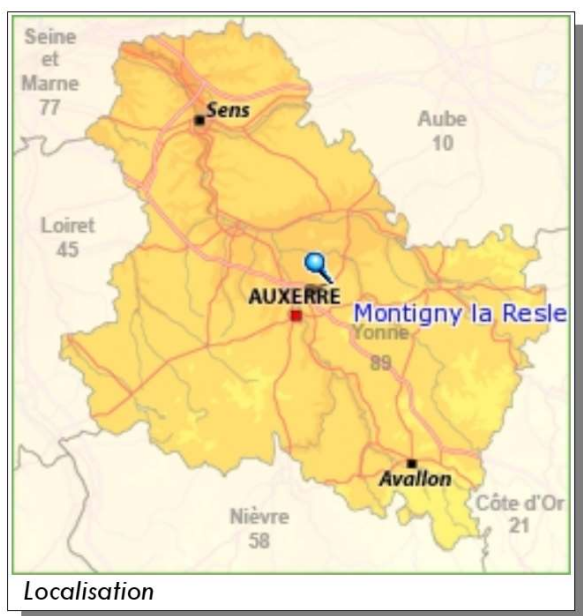 Seine
et
Marne
77
Sens
Aube
10
Loiret
45
AUXERRE
Montigny la Resle
Yonne
89
Avallon
Côte d'Or
21
Nièvre
58
Localisation